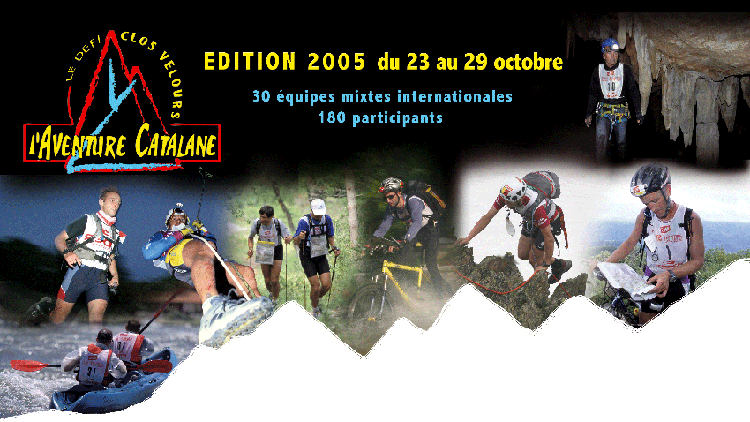 LE DEFI CLOS VELOURS
l'AVENTURE CATALANE
EDITION 2005 du 23 au 29 octobre
30 équipes mixtes internationales
180 participants